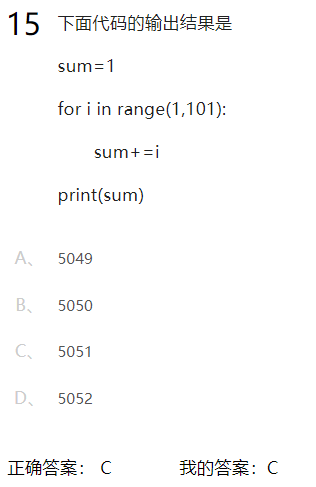 15 下面代码的输出结果是
sum=1
for i in range(1,101):
sum+=i
print(sum)
A、 5049
B、 5050
C、 5051
D、 5052
正确答案： C 我的答案：C